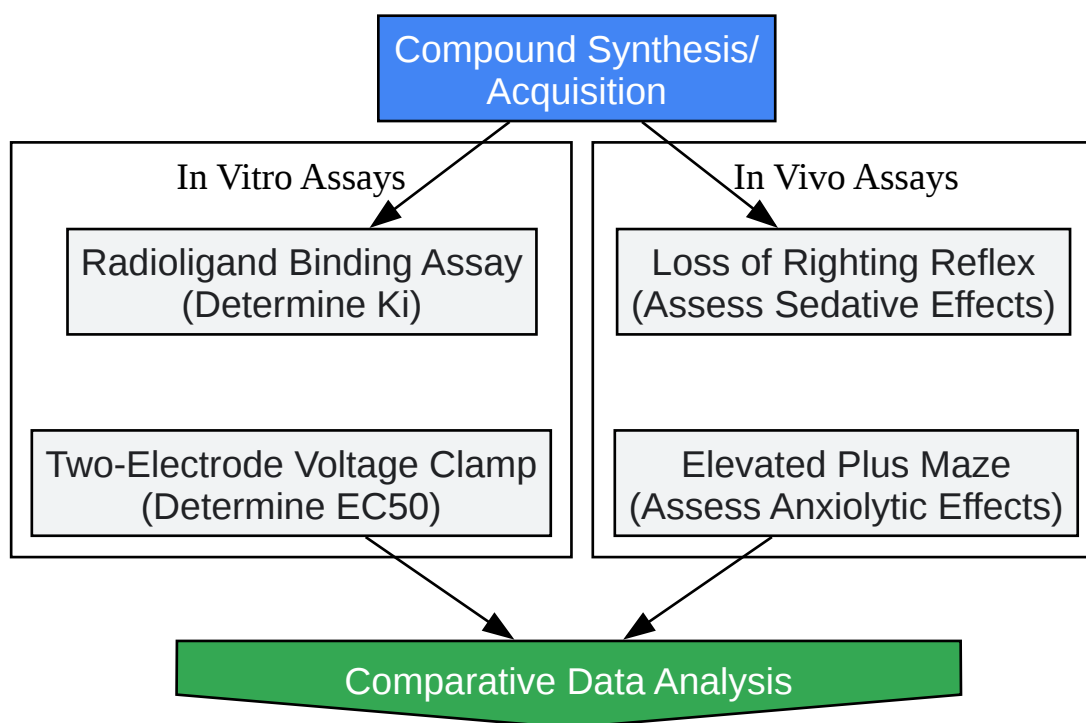 Compound Synthesis/
Acquisition
In Vitro Assays
In Vivo Assays
Radioligand Binding Assay
(Determine Ki)
Loss of Righting Reflex
(Assess Sedative Effects)
Two-Electrode Voltage Clamp
(Determine EC50)
Elevated Plus Maze
(Assess Anxiolytic Effects)
Comparative Data Analysis